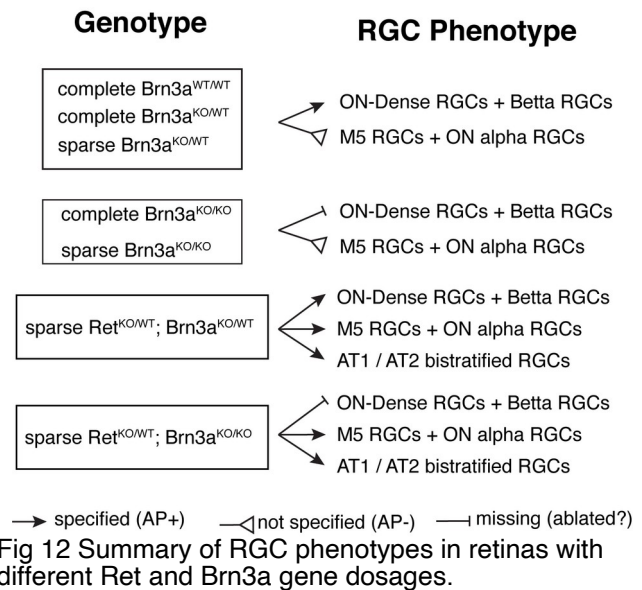 Genotype
RGC Phenotype
complete Brn3aWT/WT
complete Brn3aKO/WT
sparse Brn3aKO/WT
ON-Dense RGCs + Betta RGCs
M5 RGCs + ON alpha RGCs
complete Brn3aKO/KO
sparse Brn3aKO/KO
ON-Dense RGCs + Betta RGCs
M5 RGCs + ON alpha RGCs
sparse RetKO/WT; Brn3aKO/WT
ON-Dense RGCs + Betta RGCs
M5 RGCs + ON alpha RGCs
AT1 / AT2 bistratified RGCs
sparse RetKO/WT; Brn3aKO/KO
ON-Dense RGCs + Betta RGCs
M5 RGCs + ON alpha RGCs
AT1 / AT2 bistratified RGCs
specified (AP+) not specified (AP-) missing (ablated?)
Fig 12 Summary of RGC phenotypes in retinas with
different Ret and Brn3a gene dosages.